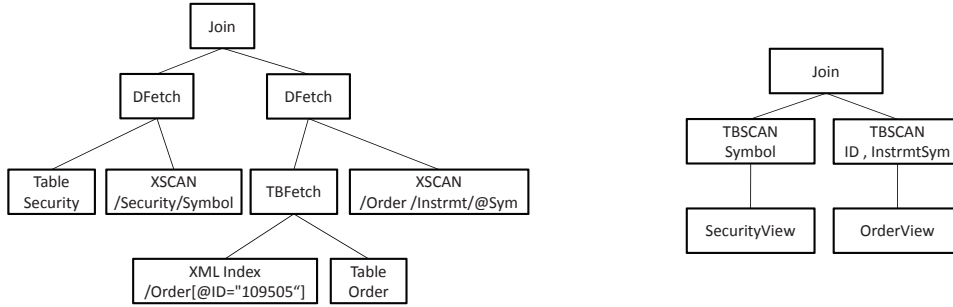 Join
DFetch
DFetch
Table
Security
XSCAN
/Security/Symbol
TBFetch
XSCAN
/Order /Instrmt/@Sym
XML Index
/Order[@ID="109505“]
Table
Order
Join
TBSCAN
Symbol
TBSCAN
ID , InstrmtSym
SecurityView
OrderView